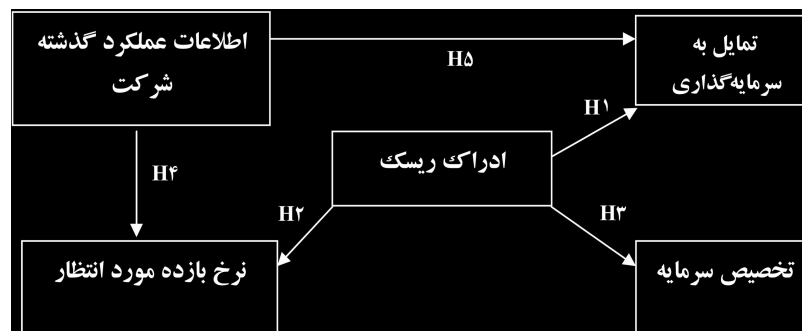 اطلاعات عملکرد گذشته
شرکت
تمایل به
سرمایه‌گذاری
H۵
H۱
ادراک ریسک
H۴
H۲
H۳
نرخ بازده مورد انتظار
تخصیص سرمایه